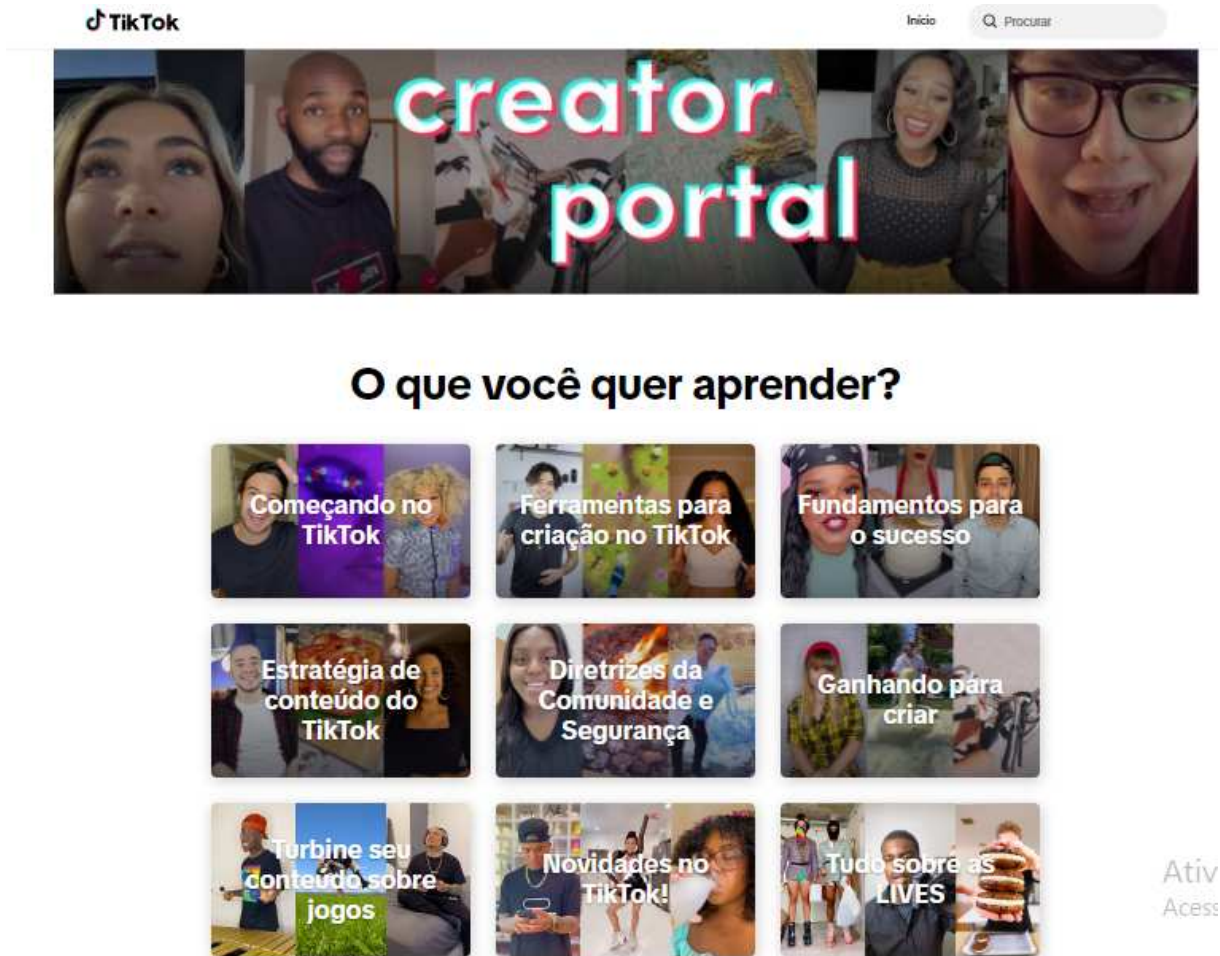 TikTok
Início
Procurar
creator
portal
O que você quer aprender?
Começando no
TikTok
Ferramentas para
criação no TikTok
Fundamentos para
o sucesso
Estratégia de
conteúdo do
TikTok
Diretrizes da
Comunidade e
Segurança
Ganhando para
criar
Turbine seu
conteúdo sobre
jogos
Novidades no
TikTok!
Tudo sobre as
LIVES
Ativ
Acess